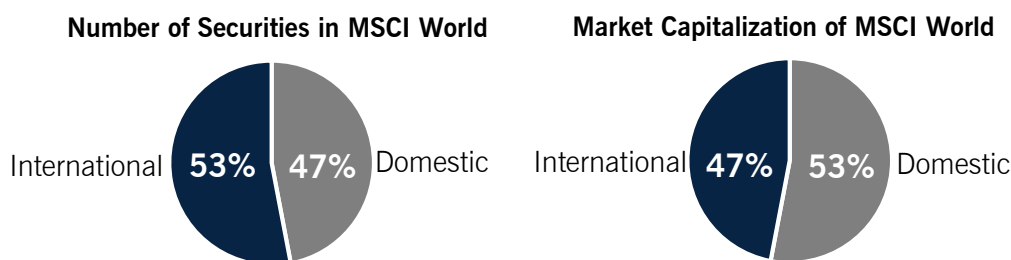 Number of Securities in MSCI World
International 53% 47% Domestic
Market Capitalization of MSCI World
International 47% 53% Domestic